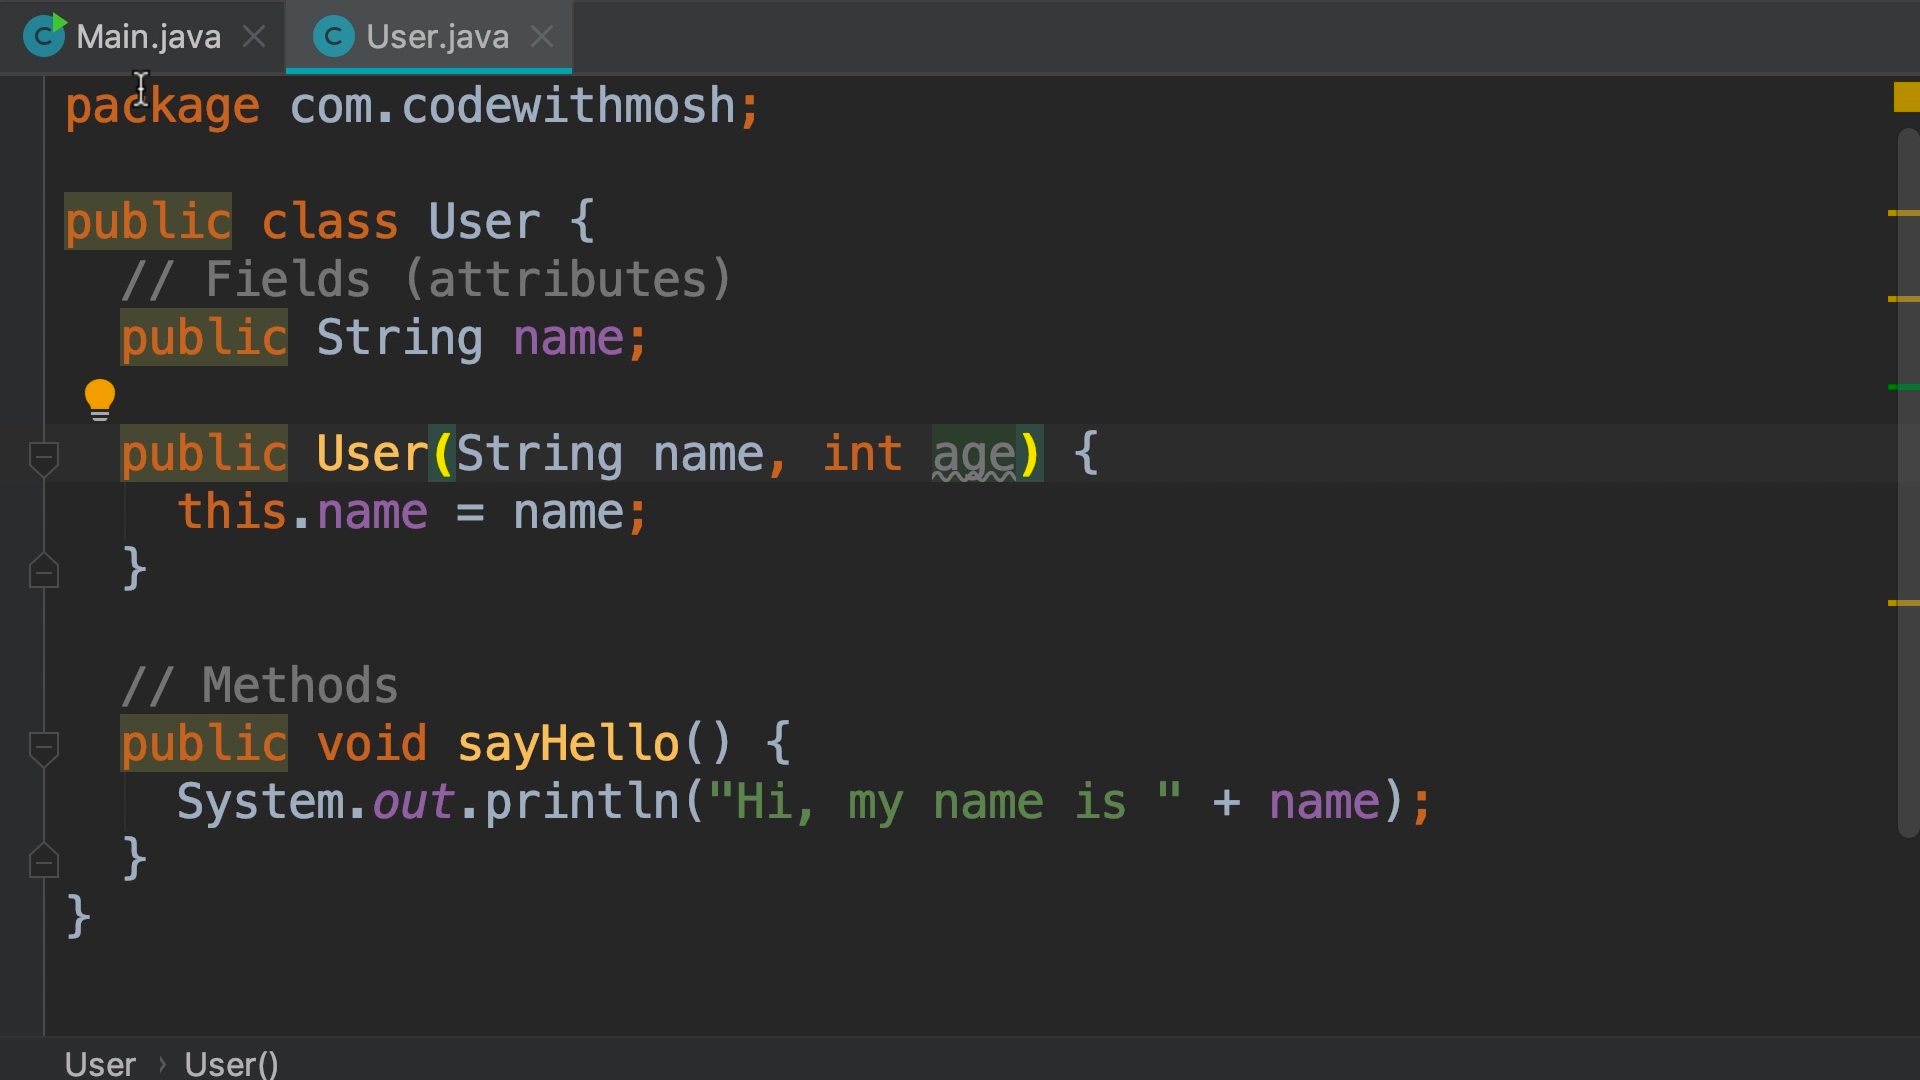 Main.java
User.java
package com.codewithmosh;
public class User {
// Fields (attributes)
public String name;
public User(String name, int age) {
this.name = name;
}
// Methods
public void sayHello() {
System.out.println("Hi, my name is " + name);
}
}
User › User()